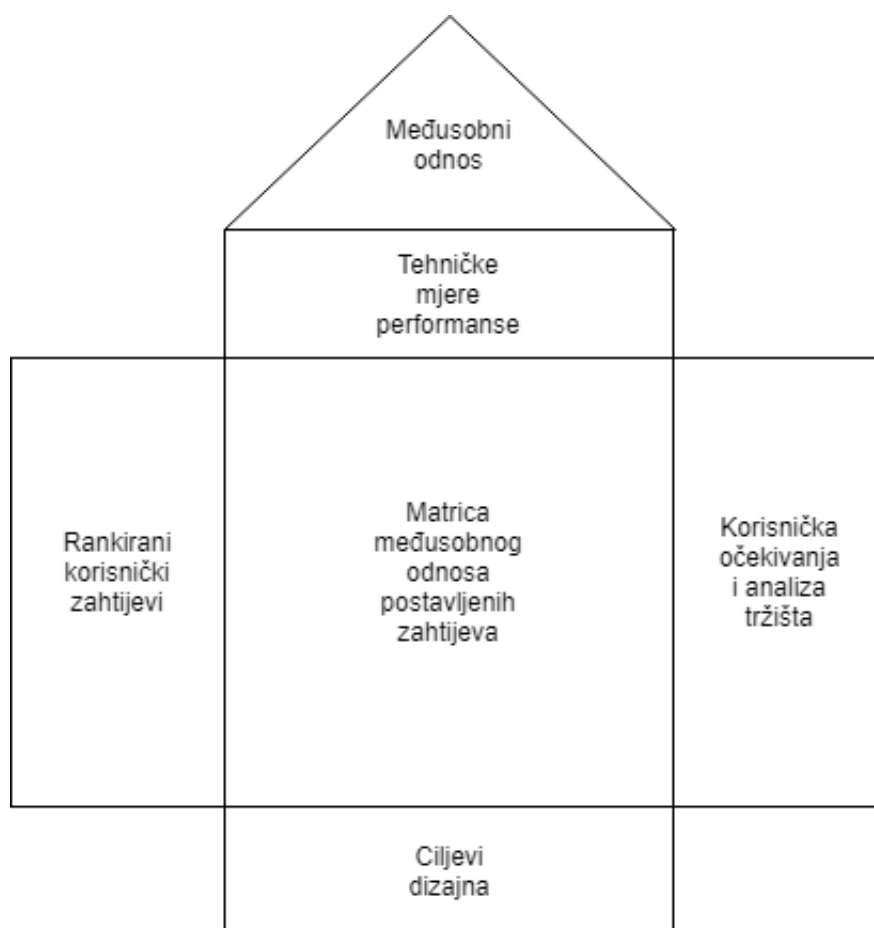 Međusobni
odnos
Tehničke
mjere
performanse
Rankirani
korisnički
zahtijevi
Matrica
međusobnog
odnosa
postavljenih
zahtijeva
Korisnička
očekivanja
i analiza
tržišta
Ciljevi
dizajna